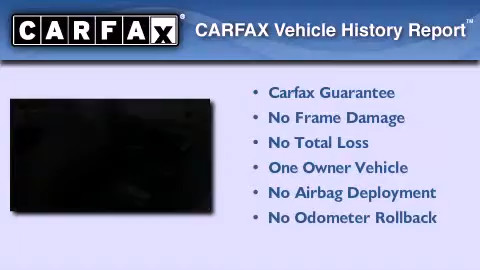 CARFAX® CARFAX Vehicle History Report™
• Carfax Guarantee
• No Frame Damage
• No Total Loss
• One Owner Vehicle
• No Airbag Deployment
• No Odometer Rollback